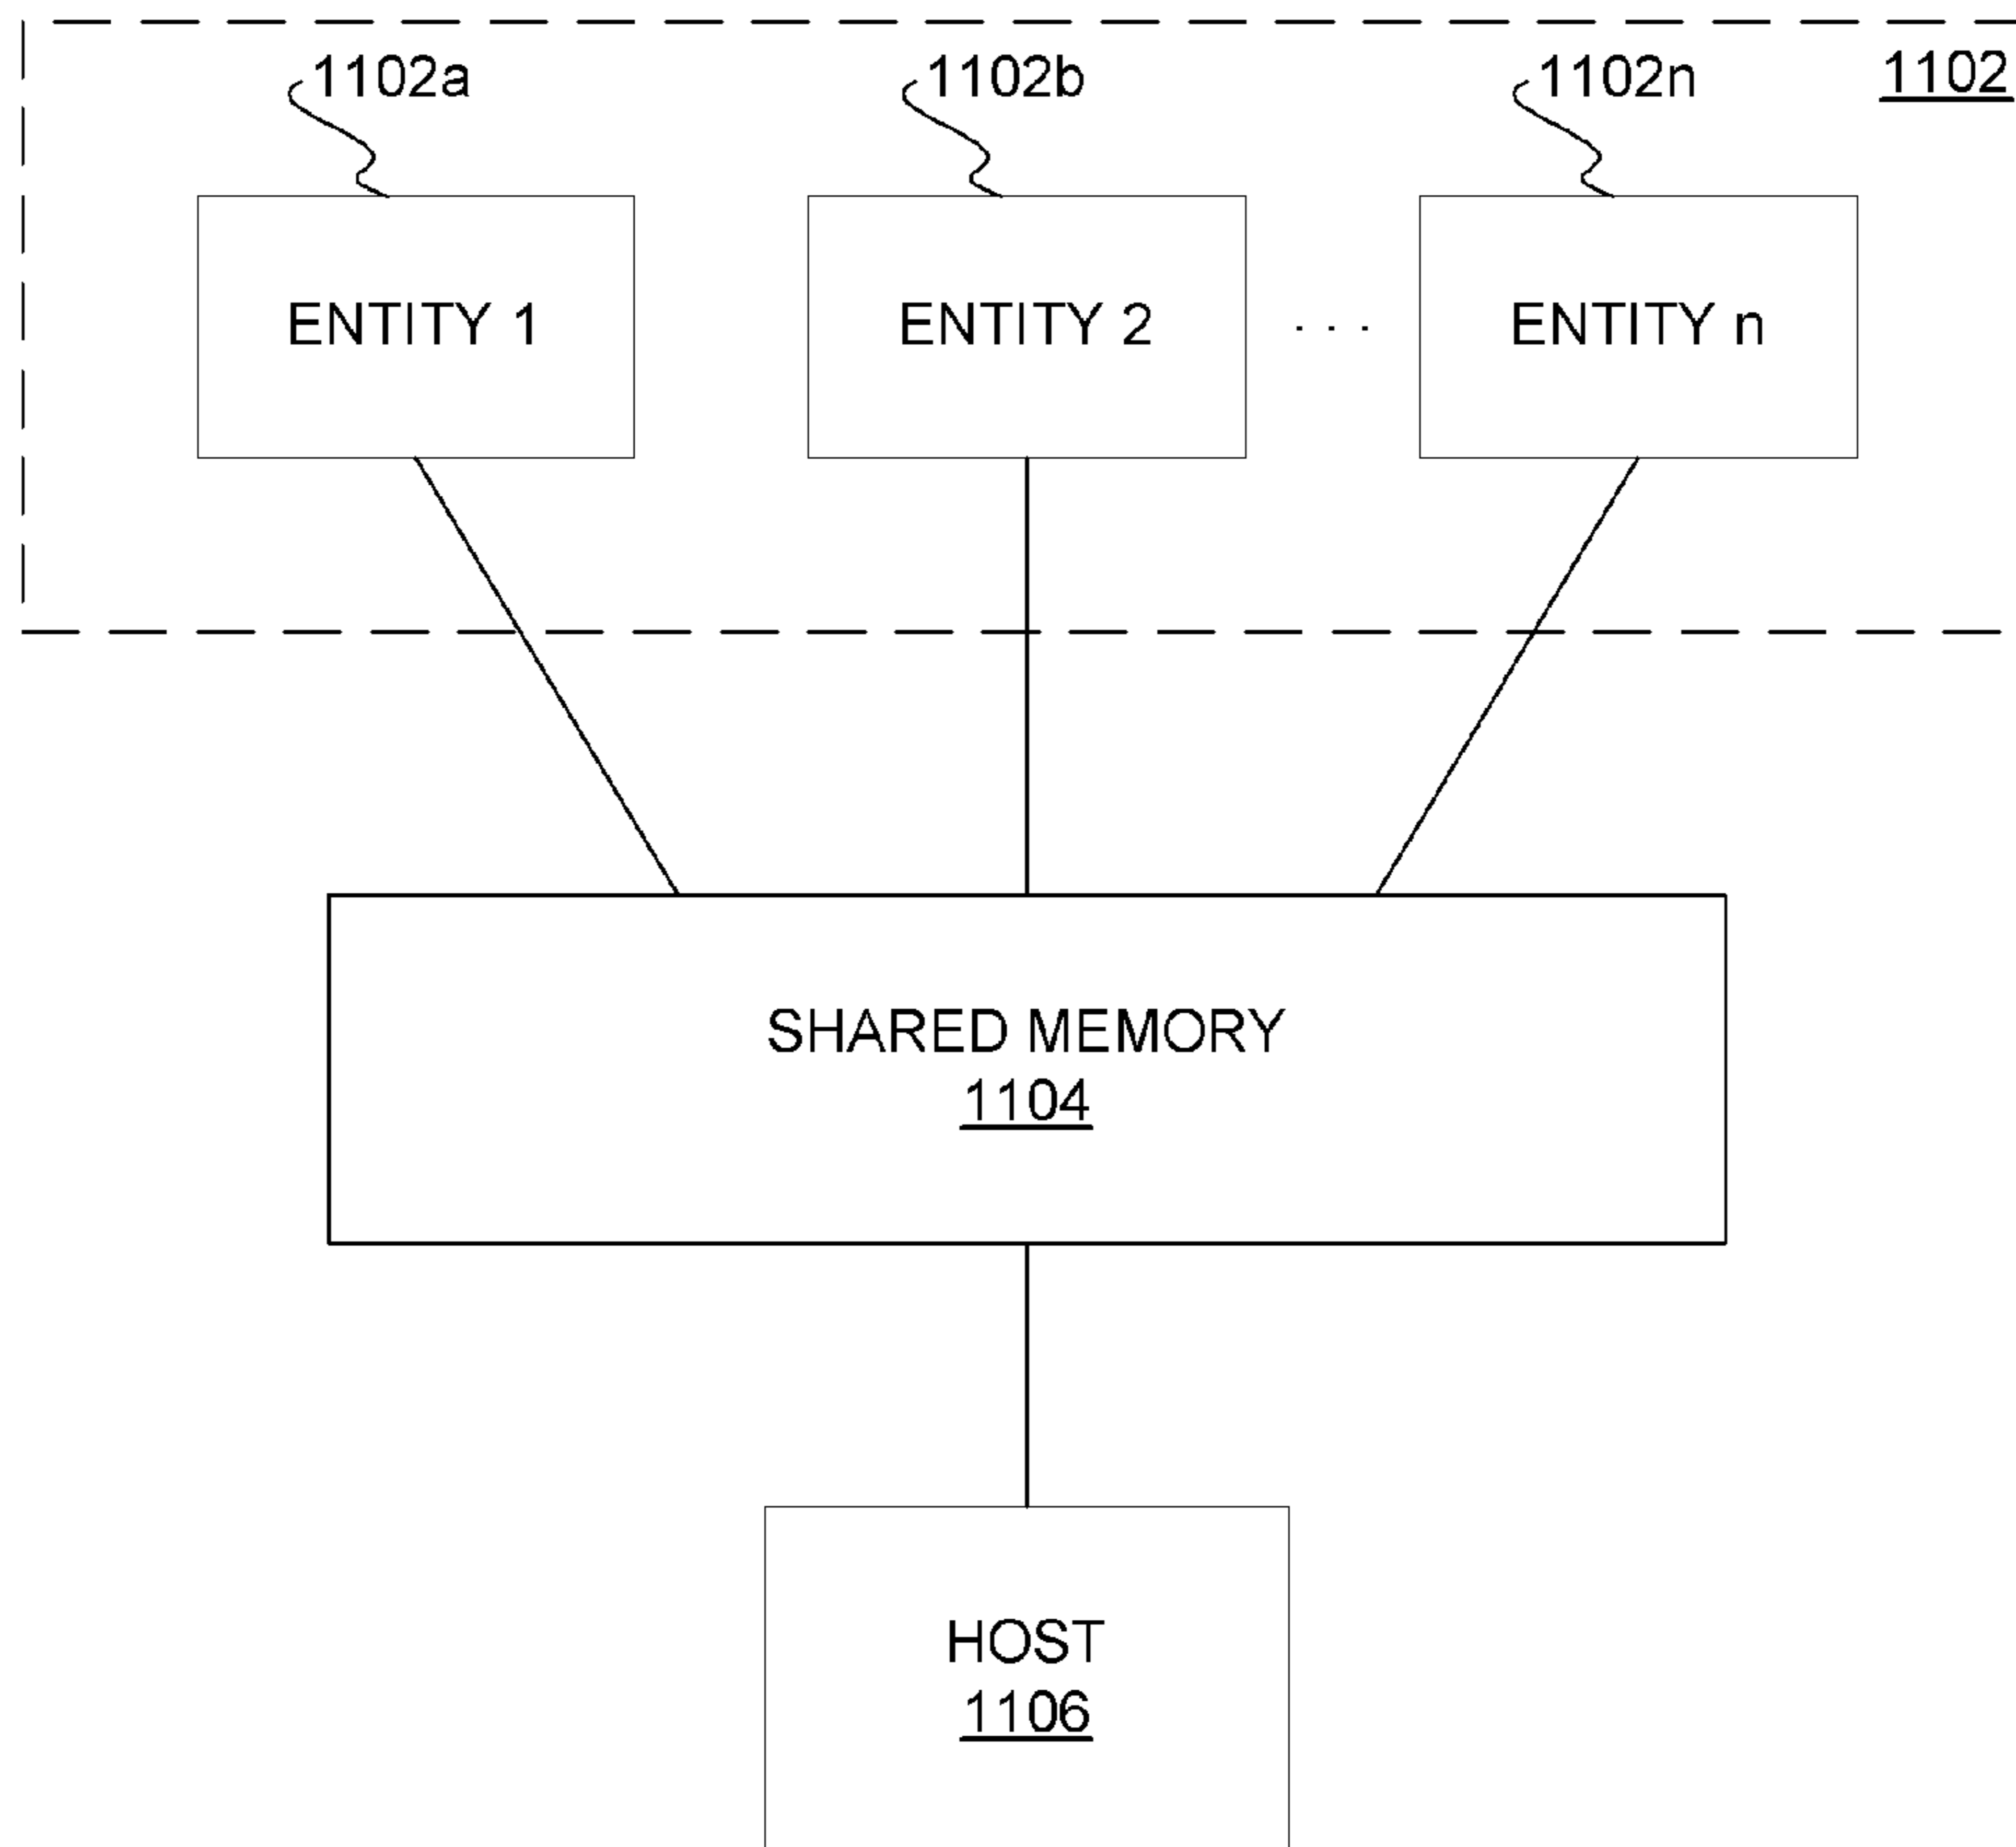 1102a
1102b
1102n
1102
ENTITY 1
ENTITY 2
. . .
ENTITY n
SHARED MEMORY
1104
HOST
1106